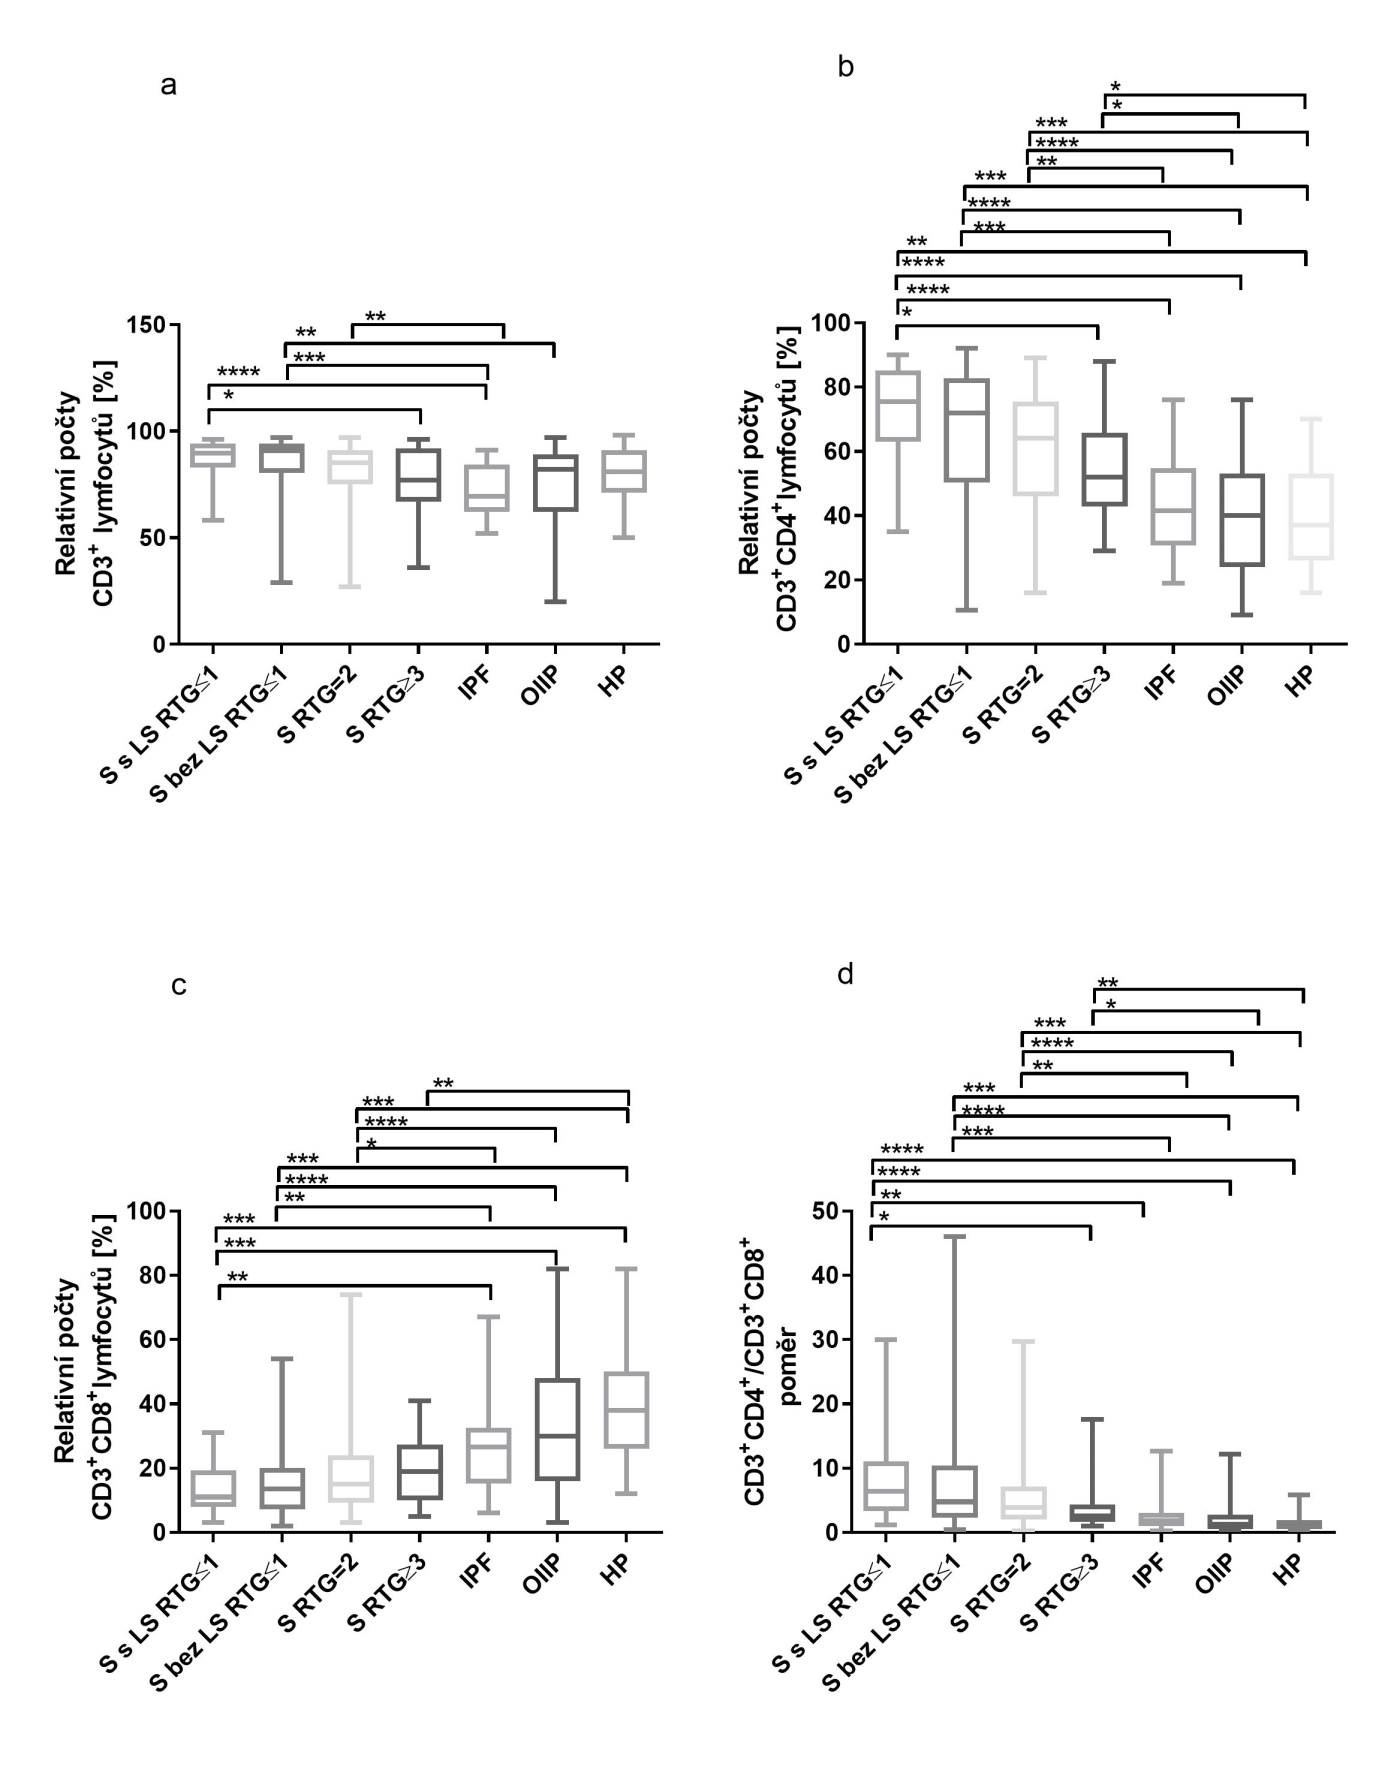 a
**
**
***
****
*
150
100
50
0
Relativní počty
CD3+ lymfocytů [%]
S s LS RTG≤1
S bez LS RTG≤1
S RTG=2
S RTG≥3
IPF
OIIP
HP
b
*
*
***
****
**
***
****
***
**
****
****
*
100
80
60
40
20
0
Relativní počty
CD3+CD4+lymfocytů [%]
S s LS RTG≤1
S bez LS RTG≤1
S RTG=2
S RTG≥3
IPF
OIIP
HP
c
**
***
****
*
***
****
**
***
***
**
100
80
60
40
20
0
Relativní počty
CD3+CD8+lymfocytů [%]
S s LS RTG≤1
S bez LS RTG≤1
S RTG=2
S RTG≥3
IPF
OIIP
HP
d
**
*
***
****
**
***
****
***
****
****
**
*
50
40
30
20
10
0
CD3+CD4+/CD3+CD8+
poměr
S s LS RTG≤1
S bez LS RTG≤1
S RTG=2
S RTG≥3
IPF
OIIP
HP